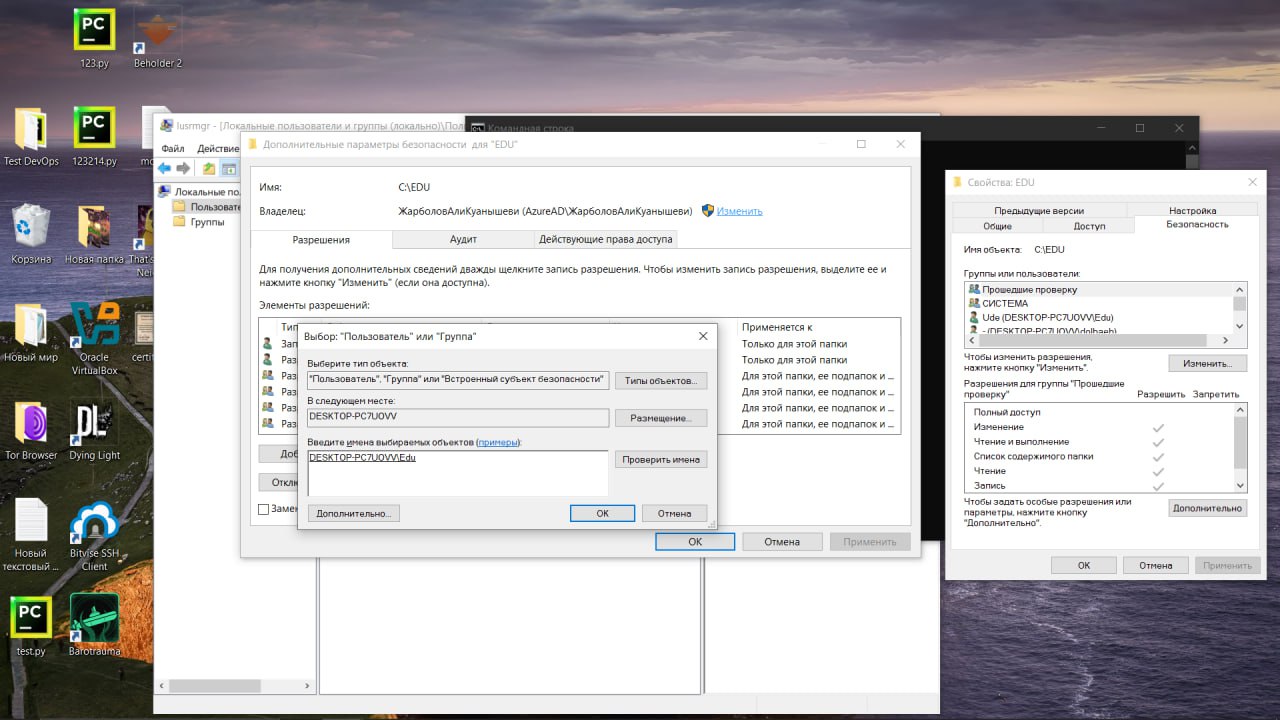 123.py
Beholder 2
Test DevOps
123214.py
Корзина
Новая папка
That's
Новый мир
Oracle
VirtualBox
Tor Browser
Dying Light
Новый
текстовый ...
Bitvise SSH
Client
test.py
Barotrauma
lusrmgr - [Локальные пользователи и группы (локально)\Пол
Файл
Действие
Локальные по
Пользовате
Группы
Командная строка
Дополнительные параметры безопасности для "EDU"
Имя:
C:\EDU
Владелец:
ЖарболовАлиКуанышеви (AzureAD\ЖарболовАлиКуанышеви)
Изменить
Разрешения
Аудит
Действующие права доступа
Для получения дополнительных сведений дважды щелкните запись разрешения. Чтобы изменить запись разрешения, выделите ее и
нажмите кнопку "Изменить" (если она доступна).
Элементы разрешений:
Тип
Применяется к
Зап
Только для этой папки
Раз
Только для этой папки
Раз
Для этой папки, ее подпапок и ...
Раз
Для этой папки, ее подпапок и ...
Раз
Для этой папки, ее подпапок и ...
Раз
Для этой папки, ее подпапок и ...
Доб
Откл
Замен
OK
Отмена
Применить
Выбор: "Пользователь" или "Группа"
Выберите тип объекта:
"Пользователь", "Группа" или "Встроенный субъект безопасности"
Типы объектов...
В следующем месте:
DESKTOP-PC7UOVV
Размещение...
Введите имена выбираемых объектов (примеры):
DESKTOP-PC7UOVV\Edu
Проверить имена
Дополнительно...
OK
Отмена
Свойства: EDU
Предыдущие версии
Настройка
Общие
Доступ
Безопасность
Имя объекта:
C:\EDU
Группы или пользователи:
Прошедшие проверку
СИСТЕМА
Ude (DESKTOP-PC7UOVV\Edu)
Чтобы изменить разрешения,
нажмите кнопку "Изменить".
Изменить...
Разрешения для группы "Прошедшие
проверку"
Разрешить
Запретить
Полный доступ
Изменение
Чтение и выполнение
Список содержимого папки
Чтение
Запись
Чтобы задать особые разрешения или
параметры, нажмите кнопку
"Дополнительно".
Дополнительно
OK
Отмена
Применить